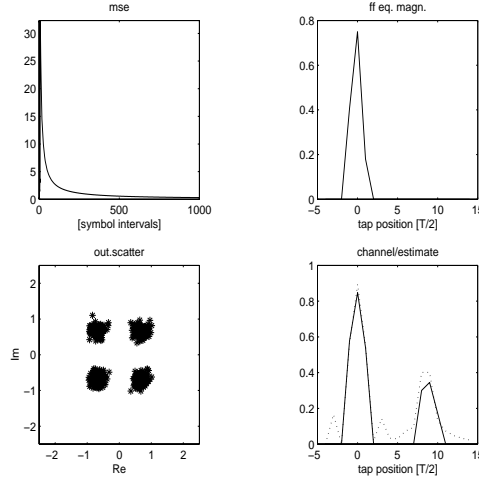 mse
30
25
20
15
10
5
0
0 500 1000
[symbol intervals]
ff eq. magn.
0.8
0.6
0.4
0.2
0
−5 0 5 10 15
tap position [T/2]
out.scatter
2
1
0
−1
−2
Im
−2 −1 0 1 2
Re
channel/estimate
1
0.8
0.6
0.4
0.2
0
−5 0 5 10 15
tap position [T/2]